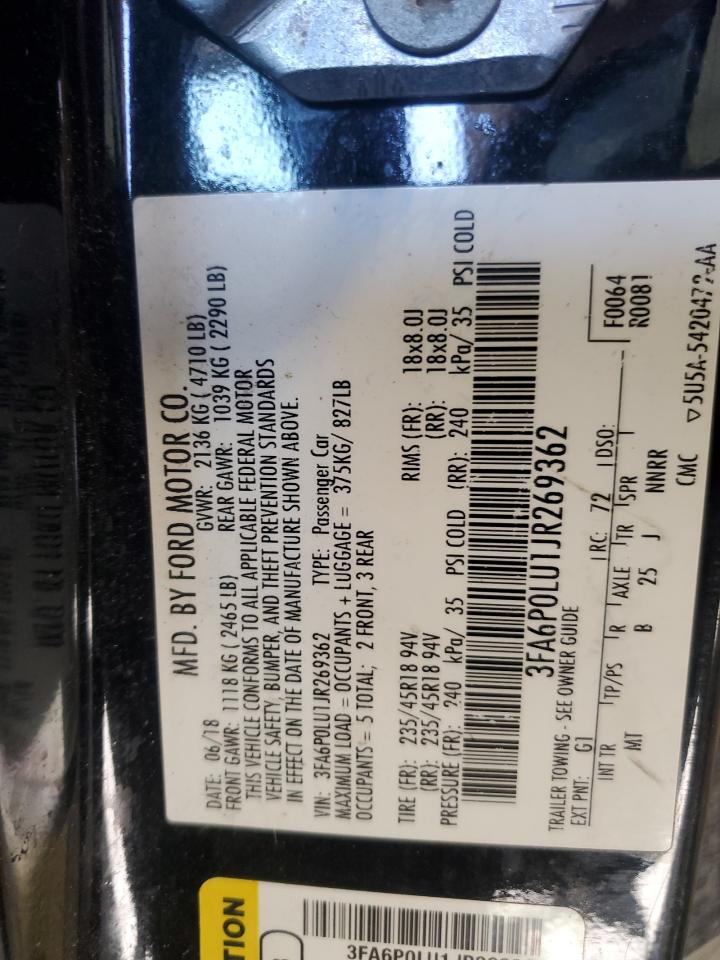 MFD. BY FORD MOTOR CO.
DATE: 06/18 GVWR: 2136 KG ( 4710 LB)
FRONT GAWR: 1118 KG ( 2465 LB) REAR GAWR: 1039 KG ( 2290 LB)
THIS VEHICLE CONFORMS TO ALL APPLICABLE FEDERAL MOTOR
VEHICLE SAFETY, BUMPER, AND THEFT PREVENTION STANDARDS
IN EFFECT ON THE DATE OF MANUFACTURE SHOWN ABOVE.
VIN: 3FA6P0LU1JR269362 TYPE: Passenger Car
MAXIMUM LOAD = OCCUPANTS + LUGGAGE = 375KG/ 827LB
OCCUPANTS = 5 TOTAL; 2 FRONT, 3 REAR
TIRE (FR): 235/45R18 94V RIMS (FR): 18x8.0J
(RR): 235/45R18 94V (RR): 18x8.0J
PRESSURE (FR): 240 kPa/ 35 PSI COLD (RR): 240 kPa/ 35 PSI COLD
3FA6P0LU1JR269362
TRAILER TOWING - SEE OWNER GUIDE
EXT PNT: G1 RC: 72 DSO: F0064
R0081
INT TR TP/PS R AXLE TR SPR
MT B 25 J NNRR
CMC 5U5A-5420472-AA
TION
3FA6P0LU1JR